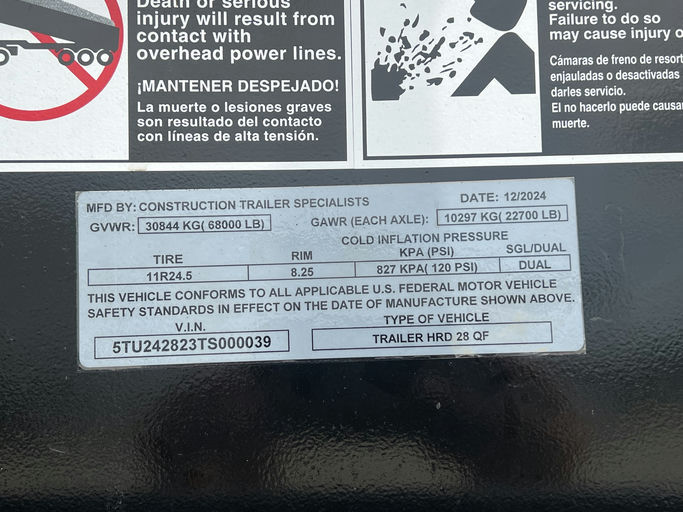 Death or serious
injury will result from
contact with
overhead power lines.
¡MANTENER DESPEJADO!
La muerte o lesiones graves
son resultado del contacto
con líneas de alta tensión.
servicing.
Failure to do so
may cause injury o
Cámaras de freno de resort
enjauladas o desactivadas
darles servicio.
El no hacerlo puede causa
muerte.
MFD BY: CONSTRUCTION TRAILER SPECIALISTS DATE: 12/2024
GVWR: 30844 KG( 68000 LB) GAWR (EACH AXLE): 10297 KG( 22700 LB)
COLD INFLATION PRESSURE
TIRE RIM KPA (PSI) SGL/DUAL
11R24.5 8.25 827 KPA( 120 PSI) DUAL
THIS VEHICLE CONFORMS TO ALL APPLICABLE U.S. FEDERAL MOTOR VEHICLE
SAFETY STANDARDS IN EFFECT ON THE DATE OF MANUFACTURE SHOWN ABOVE.
V.I.N. TYPE OF VEHICLE
5TU242823TS000039 TRAILER HRD 28 QF